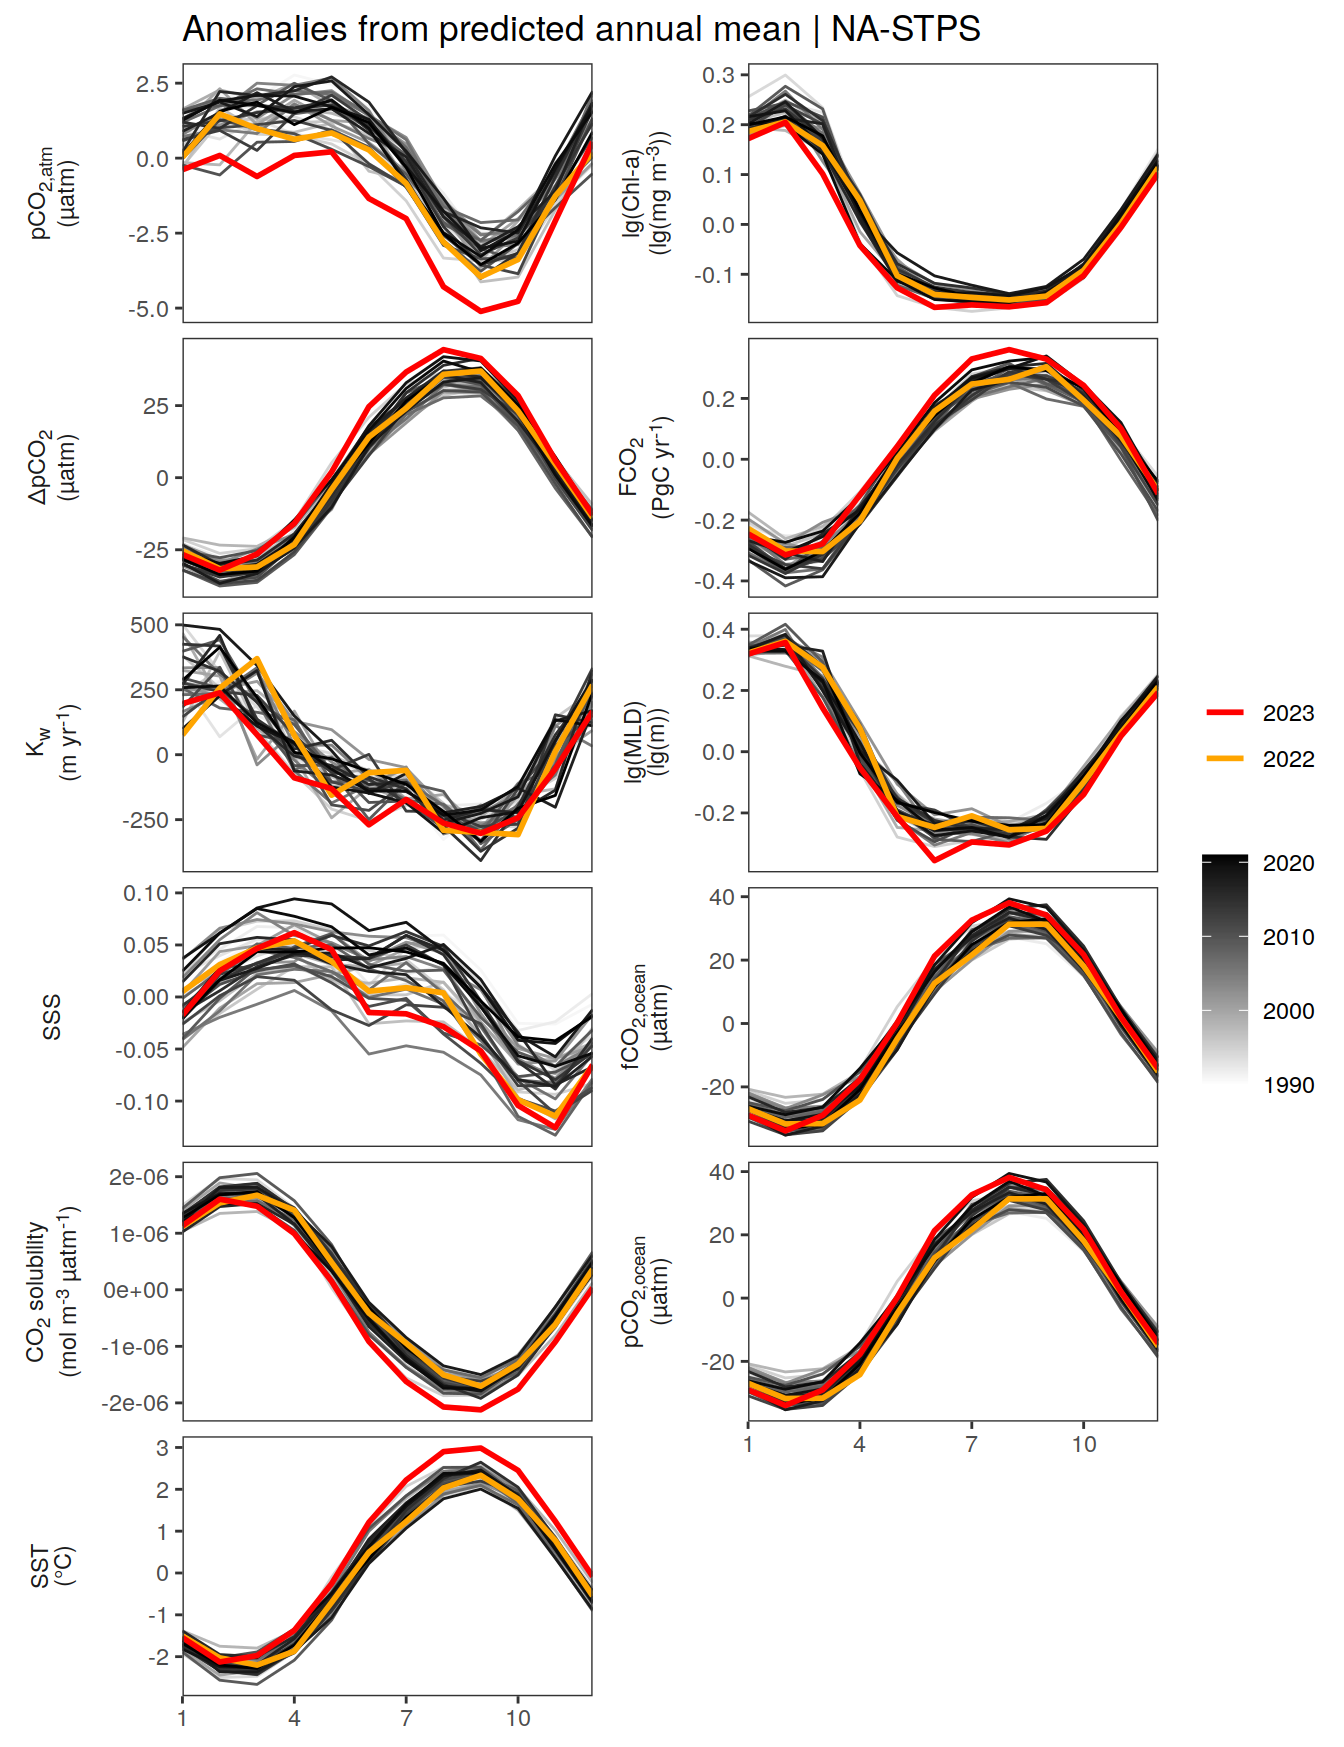 Anomalies from predicted annual mean | NA-STPS
pCO2,atm
(µatm)
2.5
0.0
-2.5
-5.0
lg(Chl-a)
(lg(mg m-3))
0.3
0.2
0.1
0.0
-0.1
ΔpCO2
(µatm)
25
0
-25
FCO2
(PgC yr-1)
0.2
0.0
-0.2
-0.4
Kw
(m yr-1)
500
250
0
-250
lg(MLD)
(lg(m))
0.4
0.2
0.0
-0.2
SSS
0.10
0.05
0.00
-0.05
-0.10
fCO2,ocean
(µatm)
40
20
0
-20
CO2 solubility
(mol m-3 µatm-1)
2e-06
1e-06
0e+00
-1e-06
-2e-06
pCO2,ocean
(µatm)
40
20
0
-20
1 4 7 10
SST
(°C)
3
2
1
0
-1
-2
1 4 7 10
2023
2022
2020
2010
2000
1990